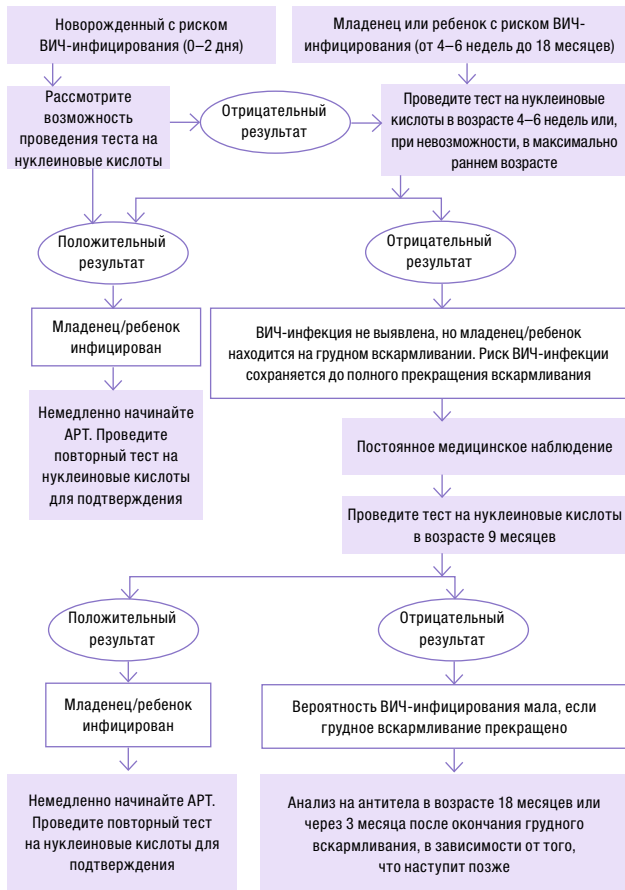 Новорожденный с риском
ВИЧ-инфицирования (0–2 дня)
Младенец или ребенок с риском ВИЧ-
инфицирования (от 4–6 недель до 18 месяцев)
Рассмотрите
возможность
проведения теста на
нуклеиновые кислоты
Отрицательный
результат
Проведите тест на нуклеиновые
кислоты в возрасте 4–6 недель или,
при невозможности, в максимально
раннем возрасте
Положительный
результат
Отрицательный
результат
Младенец/ребенок
инфицирован
ВИЧ-инфекция не выявлена, но младенец/ребенок
находится на грудном вскармливании. Риск ВИЧ-инфекции
сохраняется до полного прекращения вскармливания
Немедленно начинайте
АРТ. Проведите
повторный тест на
нуклеиновые кислоты
для подтверждения
Постоянное медицинское наблюдение
Проведите тест на нуклеиновые кислоты
в возрасте 9 месяцев
Положительный
результат
Отрицательный
результат
Младенец/ребенок
инфицирован
Вероятность ВИЧ-инфицирования мала, если
грудное вскармливание прекращено
Немедленно начинайте АРТ.
Проведите повторный тест
на нуклеиновые кислоты для
подтверждения
Анализ на антитела в возрасте 18 месяцев или
через 3 месяца после окончания грудного
вскармливания, в зависимости от того,
что наступит позже